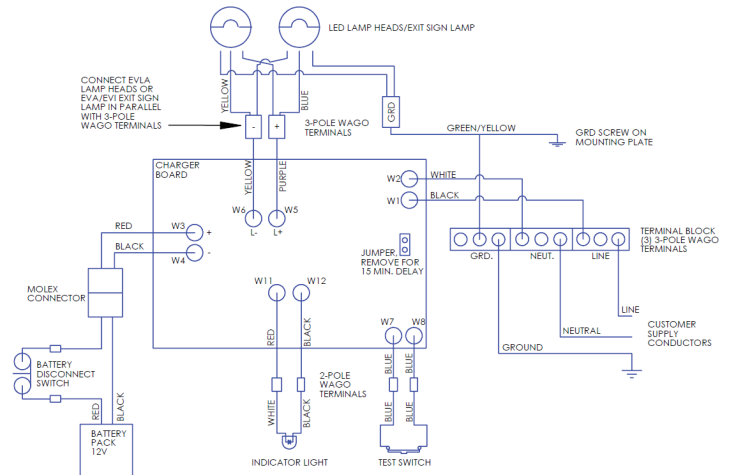 LED LAMP HEADS/EXIT SIGN LAMP
CONNECT EVLA
LAMP HEADS OR
EVA/EVI EXIT SIGN
LAMP IN PARALLEL
WITH 3-POLE
WAGO TERMINALS
YELLOW
BLUE
GRD
-
+
3-POLE WAGO
TERMINALS
GREEN/YELLOW
GRD SCREW ON
MOUNTING PLATE
CHARGER
BOARD
YELLOW
PURPLE
W2
WHITE
W1
BLACK
W6
W5
L-
L+
RED
W3
+
BLACK
W4
-
JUMPER,
REMOVE FOR
15 MIN. DELAY
TERMINAL BLOCK
(3) 3-POLE WAGO
TERMINALS
GRD.
NEUT.
LINE
MOLEX
CONNECTOR
W11
W12
LINE
NEUTRAL
CUSTOMER
SUPPLY
CONDUCTORS
GROUND
W7
W8
RED
BLACK
BLUE
BLUE
BATTERY
DISCONNECT
SWITCH
2-POLE
WAGO
TERMINALS
RED
BLACK
WHITE
BLACK
BLUE
BLUE
BATTERY
PACK
12V
INDICATOR LIGHT
TEST SWITCH